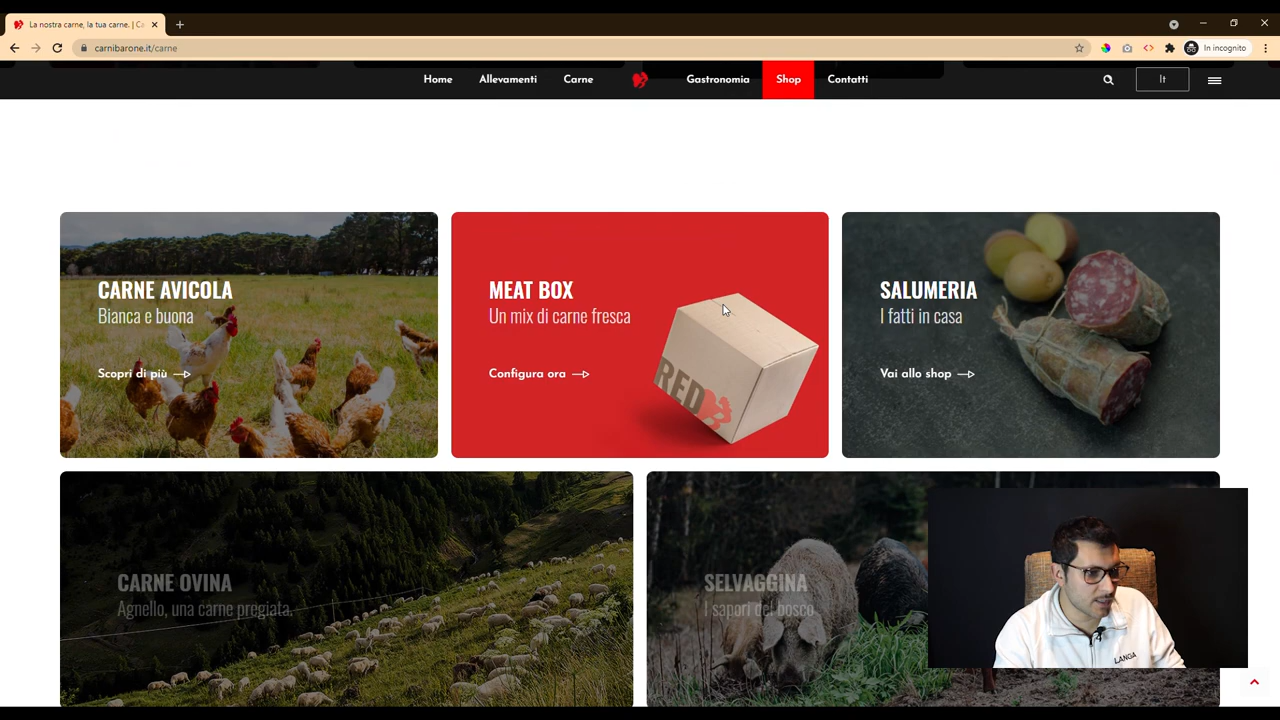 La nostra carne, la tua carne. | Ca
carnibarone.it/carne
In incognito
Home
Allevamenti
Carne
Gastronomia
Shop
Contatti
It
CARNE AVICOLA
Bianca e buona
Scopri di più
MEAT BOX
Un mix di carne fresca
Configura ora
RED
SALUMERIA
I fatti in casa
Vai allo shop
CARNE OVINA
Agnello, una carne pregiata.
SELVAGGINA
I sapori del bosco
LANGA